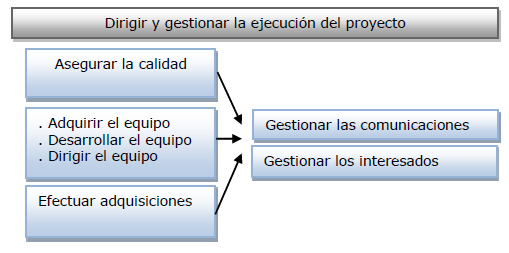 Dirigir y gestionar la ejecución del proyecto
Asegurar la calidad
. Adquirir el equipo
. Desarrollar el equipo
. Dirigir el equipo
Efectuar adquisiciones
Gestionar las comunicaciones
Gestionar los interesados